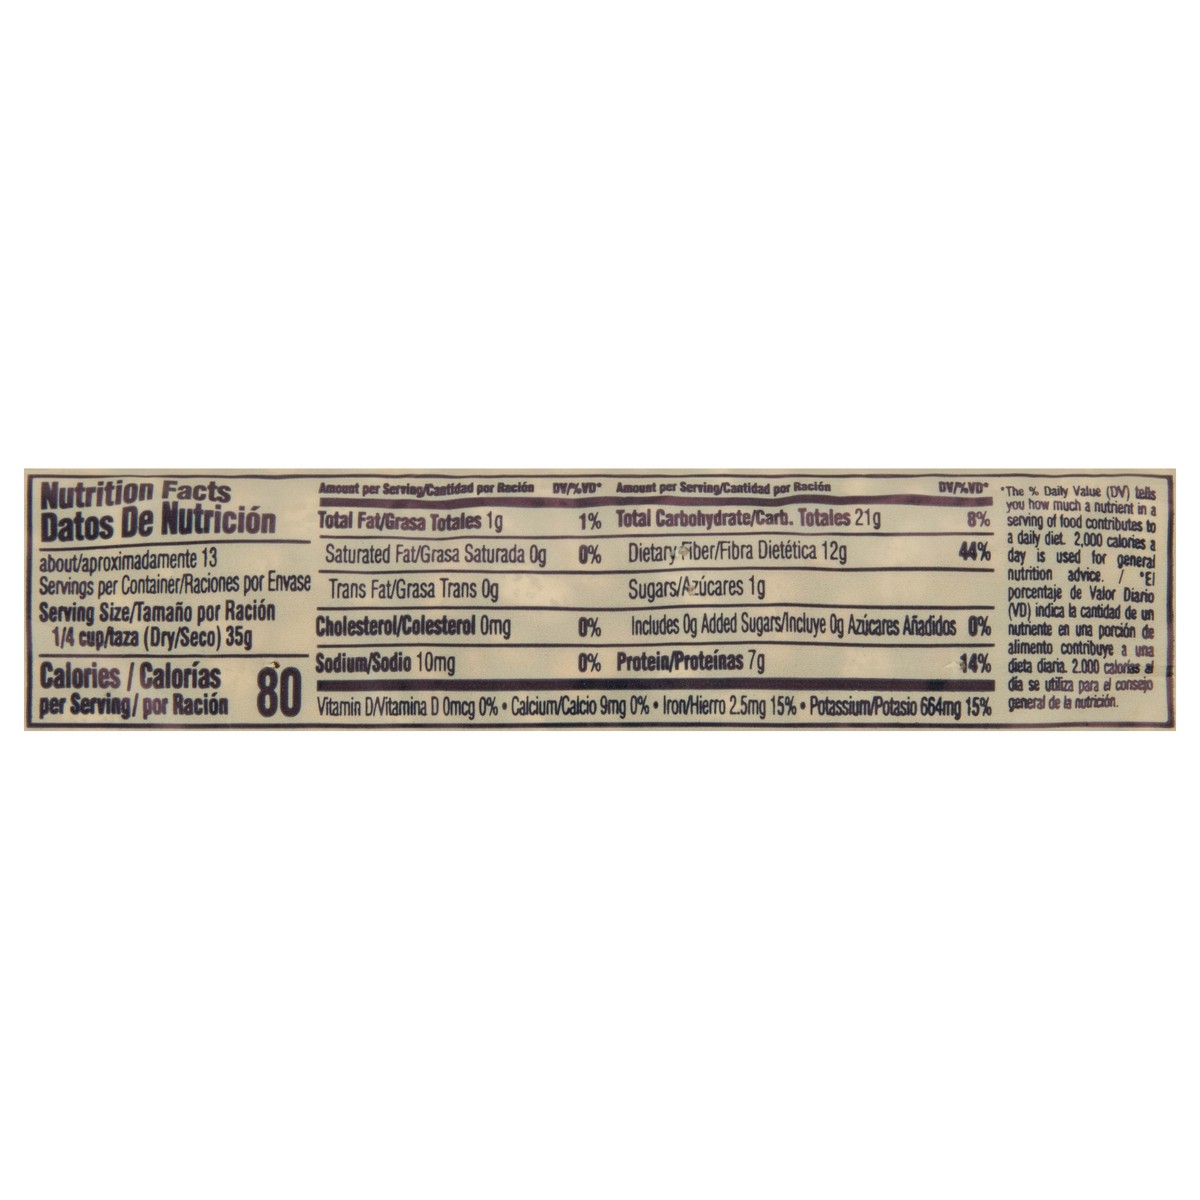 Nutrition Facts
Datos De Nutrición
about/aproximadamente 13
Servings per Container/Raciones por Envase
Serving Size/Tamaño por Ración
1/4 cup/taza (Dry/Seco) 35g
Calories / Calorías
per Serving/ por Ración 80
Amount per Serving/Cantidad por Ración DV/%VD*
Total Fat/Grasa Totales 1g 1%
Saturated Fat/Grasa Saturada 0g 0%
Trans Fat/Grasa Trans 0g
Cholesterol/Colesterol 0mg 0%
Sodium/Sodio 10mg 0%
Amount per Serving/Cantidad por Ración DV/%VD*
Total Carbohydrate/Carb. Totales 21g 8%
Dietary Fiber/Fibra Dietética 12g 44%
Sugars/Azúcares 1g
Includes 0g Added Sugars/Incluye 0g Azúcares Añadidos 0%
Protein/Proteínas 7g 14%
Vitamin D/Vitamina D 0mcg 0% • Calcium/Calcio 9mg 0% • Iron/Hierro 2.5mg 15% • Potassium/Potasio 664mg 15%
*The % Daily Value (DV) tells
you how much a nutrient in a
serving of food contributes to
a daily diet. 2,000 calories a
day is used for general
nutrition advice. / *El
porcentaje de Valor Diario
(VD) indica la cantidad de un
nutriente en una porción de
alimento contribuye a una
dieta diaria. 2.000 calorías al
día se utiliza para el consejo
general de la nutrición.